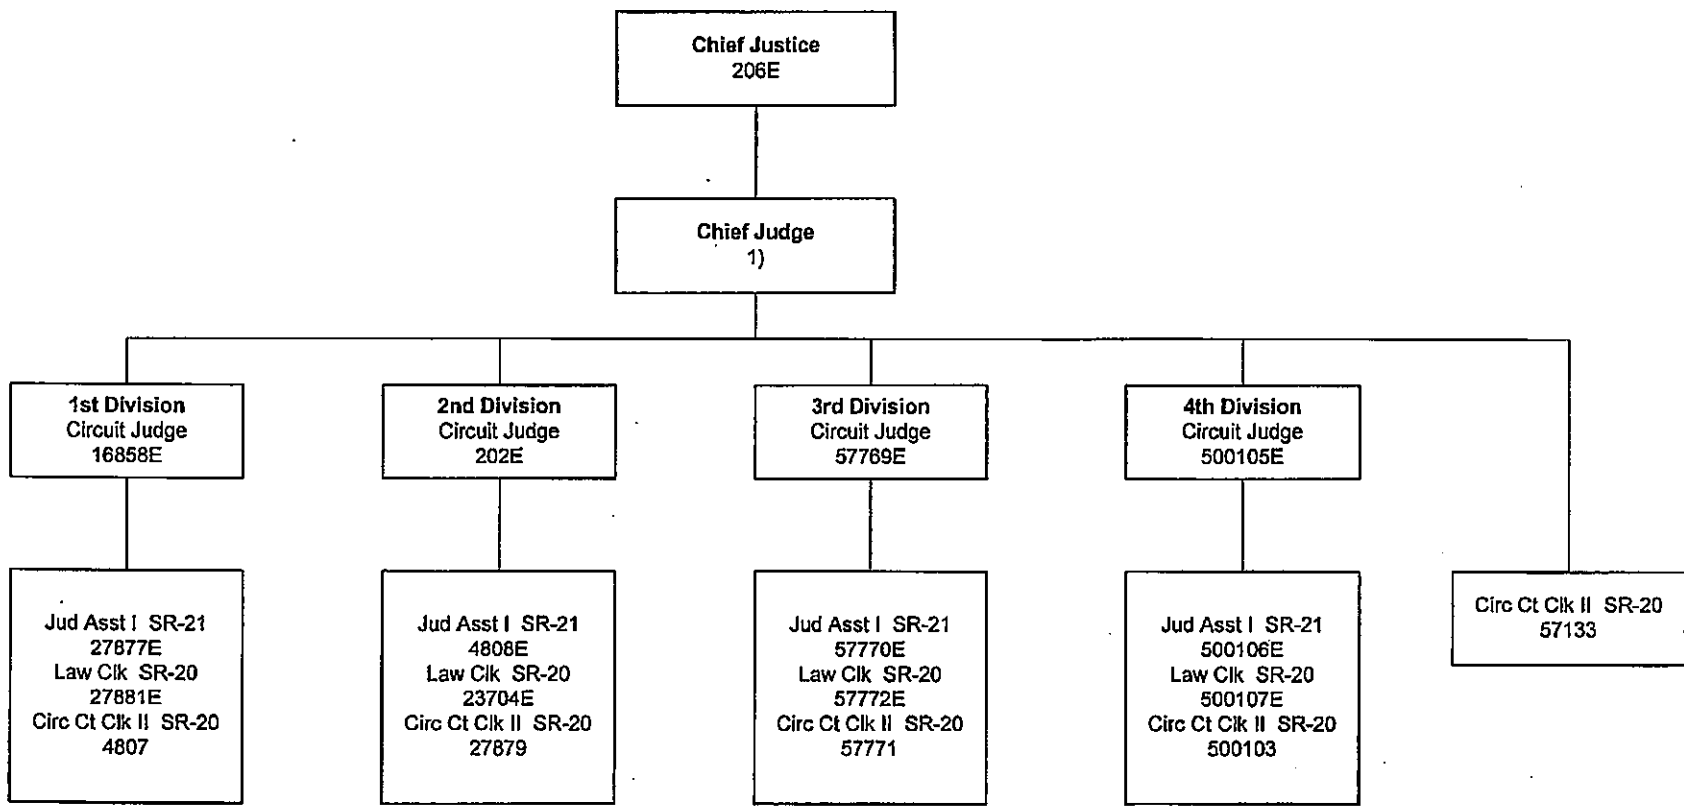 Chief Justice
206E
Chief Judge
1)
1st Division
Circuit Judge
16858E
2nd Division
Circuit Judge
202E
3rd Division
Circuit Judge
57769E
4th Division
Circuit Judge
500105E
Jud Asst I SR-21
27877E
Law Clk SR-20
27881E
Circ Ct Clk II SR-20
4807
Jud Asst I SR-21
4808E
Law Clk SR-20
23704E
Circ Ct Clk II SR-20
27879
Jud Asst I SR-21
57770E
Law Clk SR-20
57772E
Circ Ct Clk II SR-20
57771
Jud Asst I SR-21
500106E
Law Clk SR-20
500107E
Circ Ct Clk II SR-20
500103
Circ Ct Clk II SR-20
57133